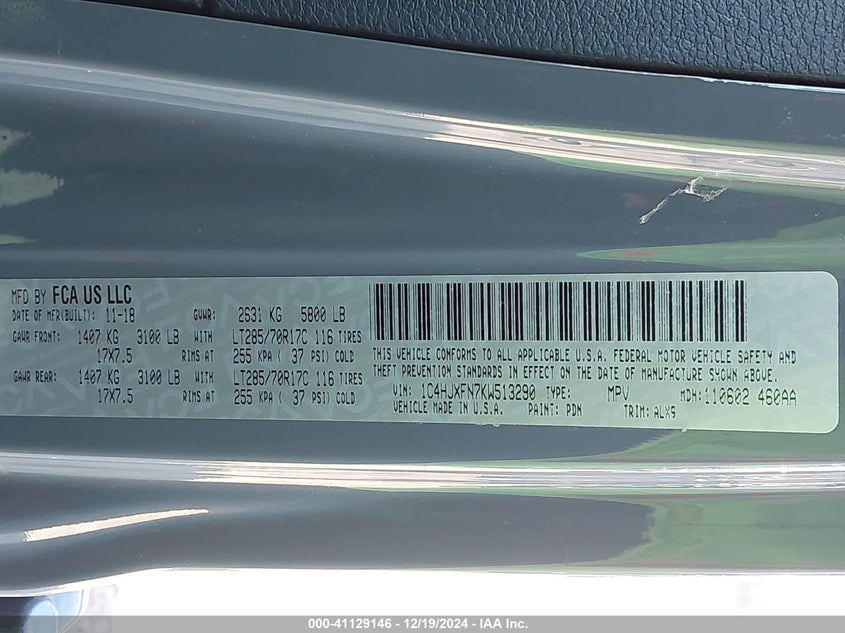 MFD BY FCA US LLC
DATE OF MFR(BUILT): 11-18 GVWR: 2631 KG 5800 LB
GAWR FRONT: 1407 KG 3100 LB WITH LT285/70R17C 116 TIRES
17X7.5 RIMS AT 255 KPA ( 37 PSI) COLD
GAWR REAR: 1407 KG 3100 LB WITH LT285/70R17C 116 TIRES
17X7.5 RIMS AT 255 KPA ( 37 PSI) COLD
THIS VEHICLE CONFORMS TO ALL APPLICABLE U.S.A. FEDERAL MOTOR VEHICLE SAFETY AND
THEFT PREVENTION STANDARDS IN EFFECT ON THE DATE OF MANUFACTURE SHOWN ABOVE.
VIN: 1C4HJXFN7KW513290 TYPE: MPV MDH: 110602 460AA
VEHICLE MADE IN U.S.A. PAINT: PDN TRIM: ALX9
000-41129146 - 12/19/2024 - IAA Inc.